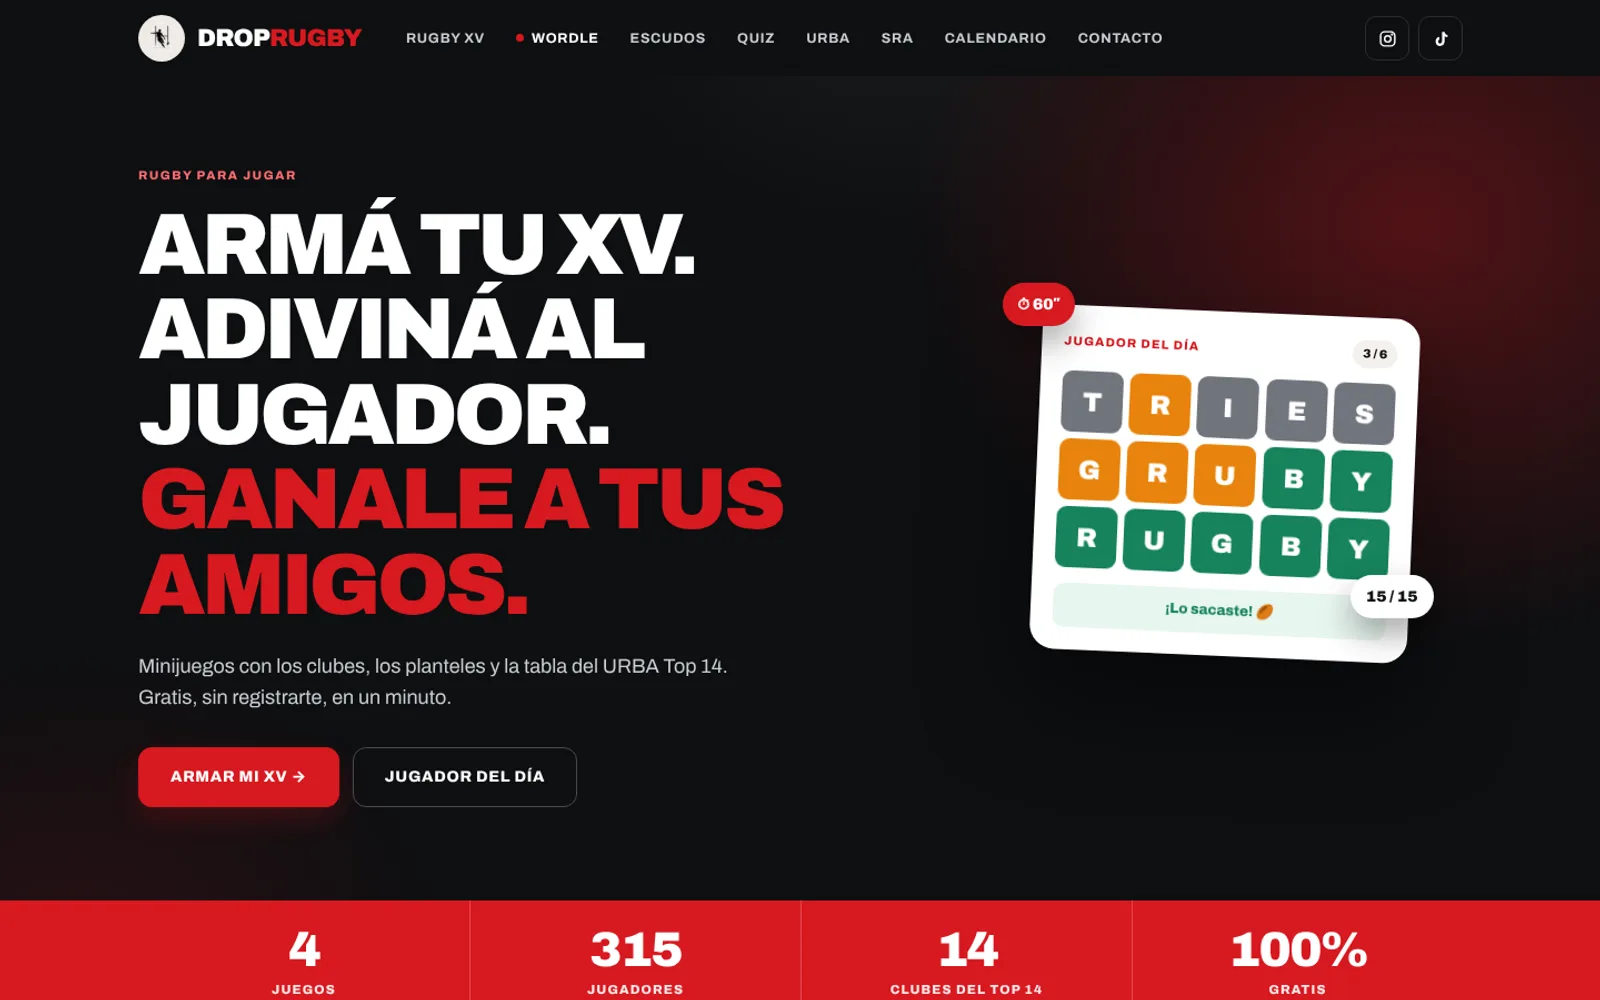 DROPRUGBY
RUGBY XV
WORDLE
ESCUDOS
QUIZ
URBA
SRA
CALENDARIO
CONTACTO
RUGBY PARA JUGAR
ARMÁ TU XV.
ADIVINÁ AL
JUGADOR.
GANALE A TUS
AMIGOS.
Minijuegos con los clubes, los planteles y la tabla del URBA Top 14.
Gratis, sin registrarte, en un minuto.
ARMAR MI XV →
JUGADOR DEL DÍA
⏱ 60″
JUGADOR DEL DÍA
3/6
T R I E S
G R U B Y
R U G B Y
¡Lo sacaste! 🏉
15/15
4
JUEGOS
315
JUGADORES
14
CLUBES DEL TOP 14
100%
GRATIS